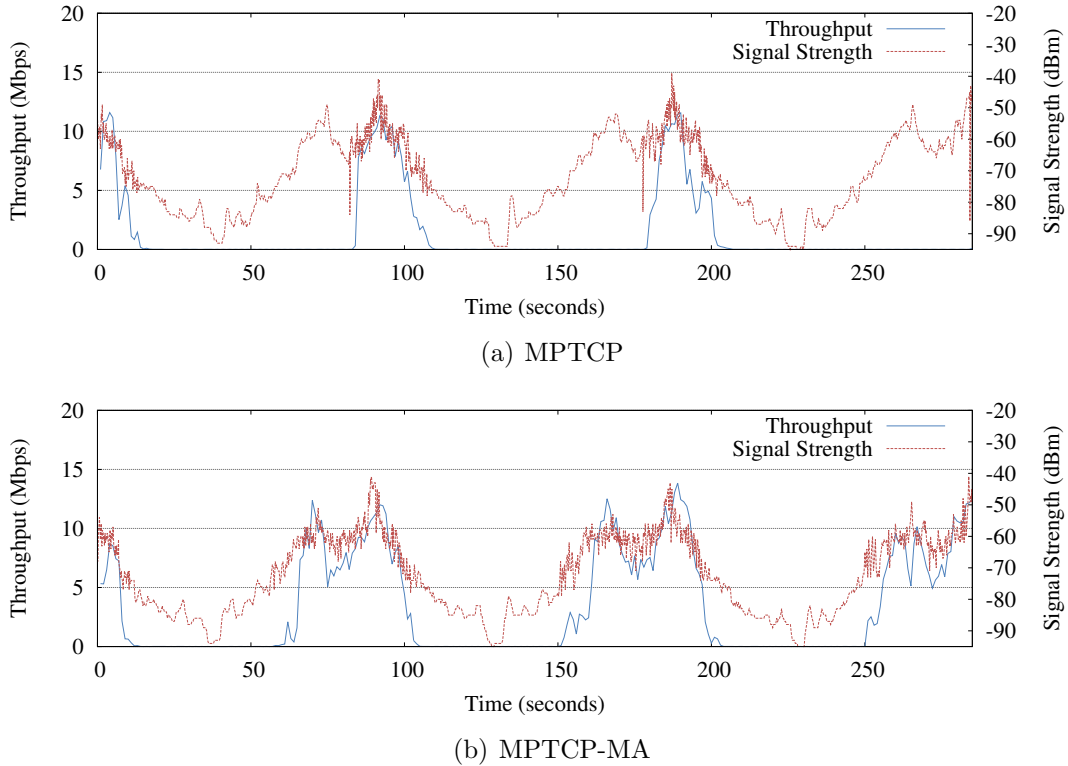 20
15
10
5
0
Throughput (Mbps)
Throughput
Signal Strength
-20
-30
-40
-50
-60
-70
-80
-90
Signal Strength (dBm)
0 50 100 150 200 250
Time (seconds)
(a) MPTCP
20
15
10
5
0
Throughput (Mbps)
Throughput
Signal Strength
-20
-30
-40
-50
-60
-70
-80
-90
Signal Strength (dBm)
0 50 100 150 200 250
Time (seconds)
(b) MPTCP-MA